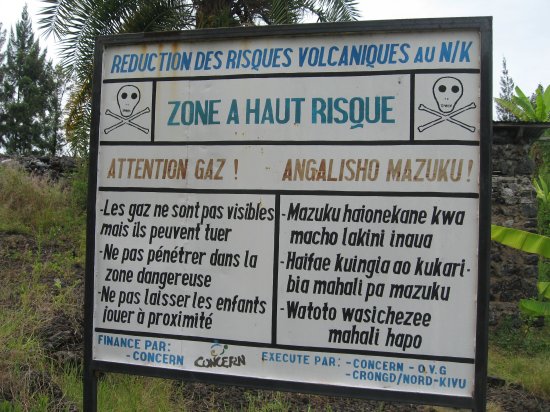 REDUCTION DES RISQUES VOLCANIQUES AU N/K
ZONE A HAUT RISQUE
ATTENTION GAZ !
ANGALISHO MAZUKU !
-Les gaz ne sont pas visibles
mais ils peuvent tuer
-Ne pas pénétrer dans la
zone dangereuse
-Ne pas laisser les enfants
jouer à proximité
-Mazuku haionekane kwa
macho lakini inaua
-Haifae kuingia ao kukari-
bia mahali pa mazuku
-Watoto wasichezee
mahali hapo
FINANCE PAR:
-CONCERN
CONCERN
EXECUTE PAR: -CONCERN -O.V.G
-CRONGD/NORD-KIVU